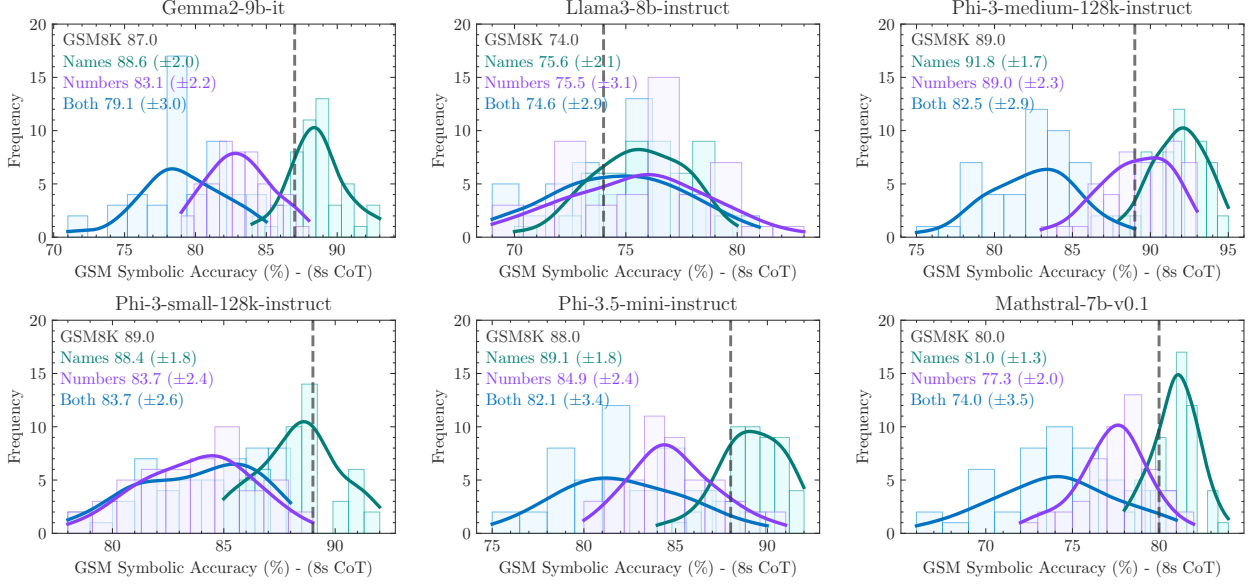 Gemma2-9b-it
GSM8K 87.0
Names 88.6 (±2.0)
Numbers 83.1 (±2.2)
Both 79.1 (±3.0)
Frequency
0
5
10
15
20
70 75 80 85 90
GSM Symbolic Accuracy (%) - (8s CoT)
Llama3-8b-instruct
GSM8K 74.0
Names 75.6 (±2.1)
Numbers 75.5 (±3.1)
Both 74.6 (±2.9)
Frequency
0
5
10
15
20
70 75 80
GSM Symbolic Accuracy (%) - (8s CoT)
Phi-3-medium-128k-instruct
GSM8K 89.0
Names 91.8 (±1.7)
Numbers 89.0 (±2.3)
Both 82.5 (±2.9)
Frequency
0
5
10
15
20
75 80 85 90 95
GSM Symbolic Accuracy (%) - (8s CoT)
Phi-3-small-128k-instruct
GSM8K 89.0
Names 88.4 (±1.8)
Numbers 83.7 (±2.4)
Both 83.7 (±2.6)
Frequency
0
5
10
15
20
80 85 90
GSM Symbolic Accuracy (%) - (8s CoT)
Phi-3.5-mini-instruct
GSM8K 88.0
Names 89.1 (±1.8)
Numbers 84.9 (±2.4)
Both 82.1 (±3.4)
Frequency
0
5
10
15
20
75 80 85 90
GSM Symbolic Accuracy (%) - (8s CoT)
Mathstral-7b-v0.1
GSM8K 80.0
Names 81.0 (±1.3)
Numbers 77.3 (±2.0)
Both 74.0 (±3.5)
Frequency
0
5
10
15
20
70 75 80
GSM Symbolic Accuracy (%) - (8s CoT)